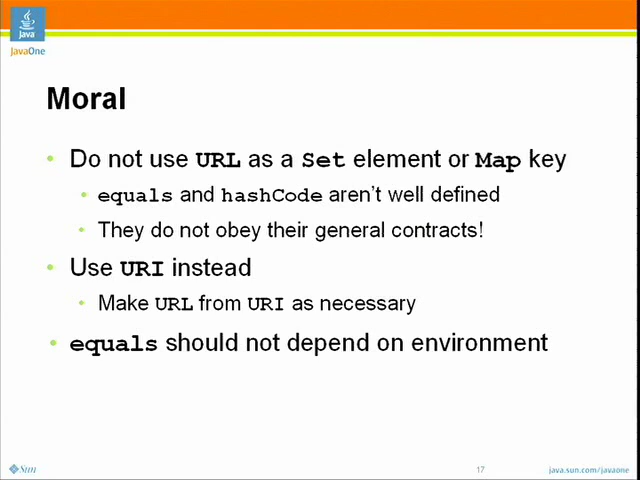 Java
JavaOne
Moral
• Do not use URL as a Set element or Map key
• equals and hashCode aren't well defined
• They do not obey their general contracts!
• Use URI instead
• Make URL from URI as necessary
• equals should not depend on environment
Sun
17
java.sun.com/javaone